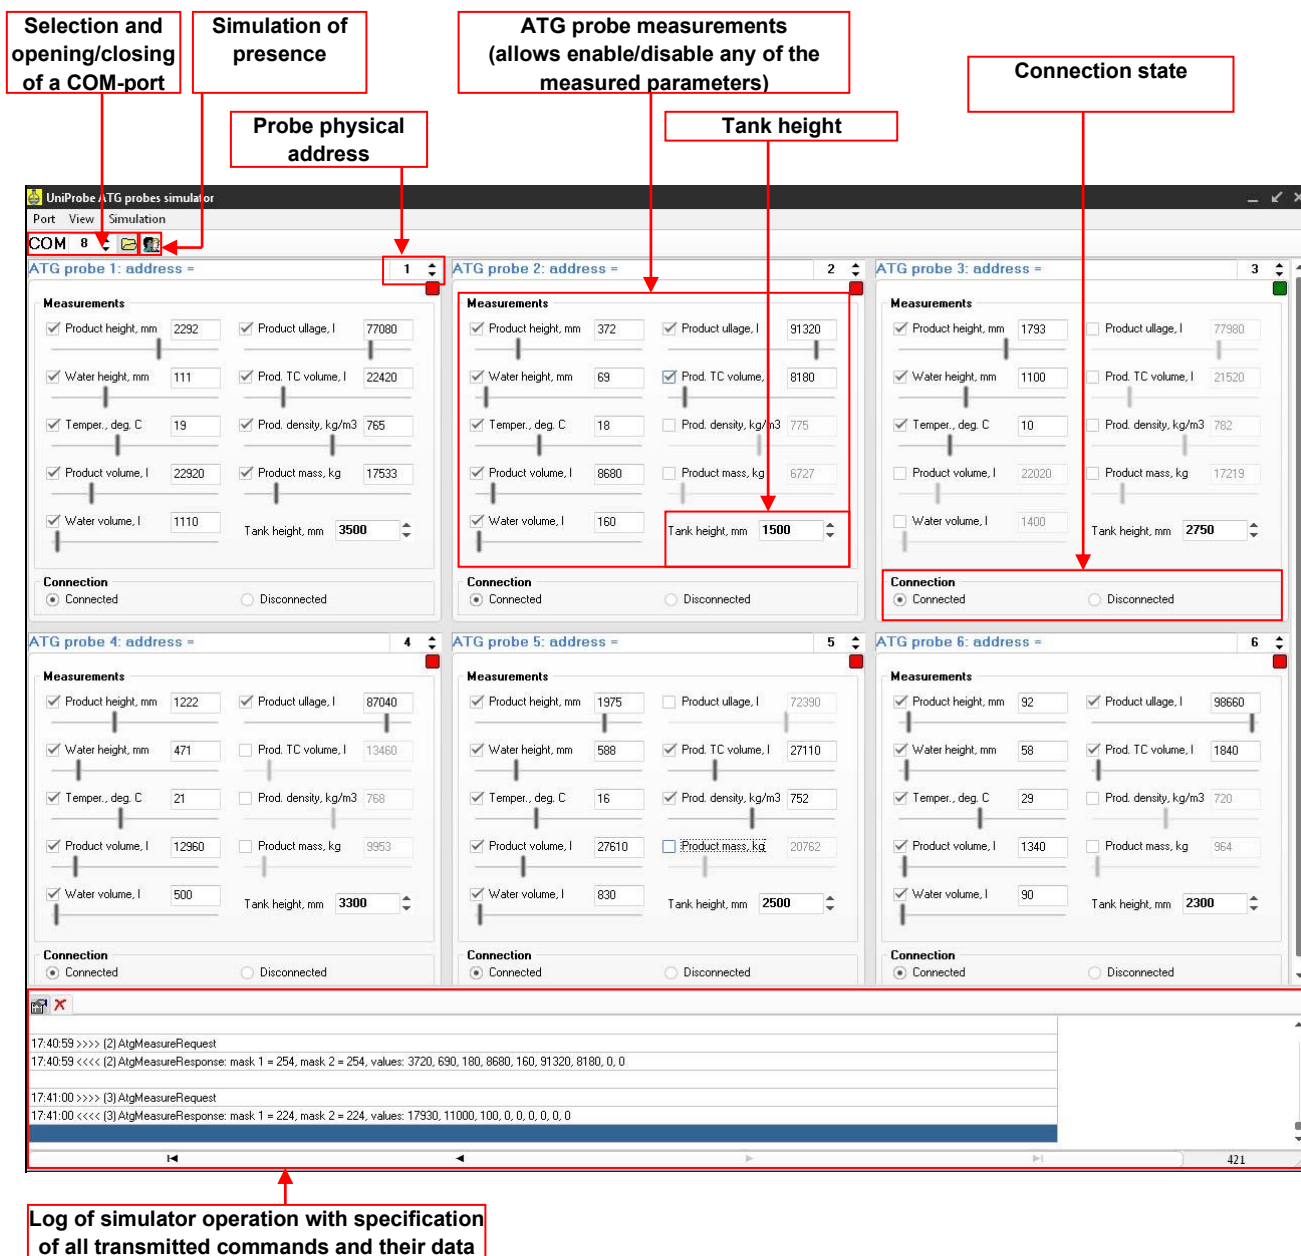 Selection and
opening/closing
of a COM-port
Simulation of
presence
ATG probe measurements
(allows enable/disable any of the
measured parameters)
Connection state
Probe physical
address
Tank height
UniProbe ATG probes simulator
Port View Simulation
COM 8
ATG probe 1: address = 1
Measurements
Product height, mm 2292 Product ullage, l 77080
Water height, mm 111 Prod. TC volume, l 22420
Temper., deg. C 19 Prod. density, kg/m3 765
Product volume, l 22920 Product mass, kg 17533
Water volume, l 1110 Tank height, mm 3500
Connection
Connected Disconnected
ATG probe 2: address = 2
Measurements
Product height, mm 372 Product ullage, l 91320
Water height, mm 69 Prod. TC volume, 8180
Temper., deg. C 18 Prod. density, kg/m3 775
Product volume, l 8680 Product mass, kg 6727
Water volume, l 160 Tank height, mm 1500
Connection
Connected Disconnected
ATG probe 3: address = 3
Measurements
Product height, mm 1793 Product ullage, l 77980
Water height, mm 1100 Prod. TC volume, l 21520
Temper., deg. C 10 Prod. density, kg/m3 782
Product volume, l 22020 Product mass, kg 17219
Water volume, l 1400 Tank height, mm 2750
Connection
Connected Disconnected
ATG probe 4: address = 4
Measurements
Product height, mm 1222 Product ullage, l 87040
Water height, mm 471 Prod. TC volume, l 13460
Temper., deg. C 21 Prod. density, kg/m3 768
Product volume, l 12960 Product mass, kg 9953
Water volume, l 500 Tank height, mm 3300
Connection
Connected Disconnected
ATG probe 5: address = 5
Measurements
Product height, mm 1975 Product ullage, l 72390
Water height, mm 588 Prod. TC volume, l 27110
Temper., deg. C 16 Prod. density, kg/m3 752
Product volume, l 27610 Product mass, kg 20762
Water volume, l 830 Tank height, mm 2500
Connection
Connected Disconnected
ATG probe 6: address = 6
Measurements
Product height, mm 92 Product ullage, l 98660
Water height, mm 58 Prod. TC volume, l 1840
Temper., deg. C 29 Prod. density, kg/m3 720
Product volume, l 1340 Product mass, kg 964
Water volume, l 90 Tank height, mm 2300
Connection
Connected Disconnected
17:40:59 >>>> (2) AtgMeasureRequest
17:40:59 <<<< (2) AtgMeasureResponse: mask 1 = 254, mask 2 = 254, values: 3720, 690, 180, 8680, 160, 91320, 8180, 0, 0
17:41:00 >>>> (3) AtgMeasureRequest
17:41:00 <<<< (3) AtgMeasureResponse: mask 1 = 224, mask 2 = 224, values: 17930, 11000, 100, 0, 0, 0, 0, 0, 0
421
Log of simulator operation with specification
of all transmitted commands and their data